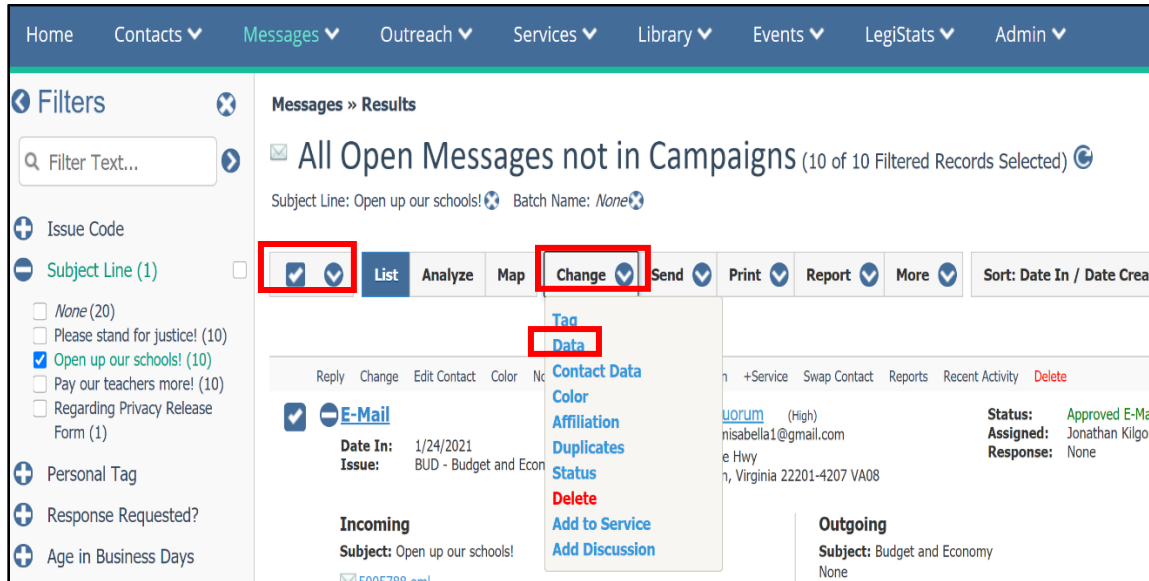 Home Contacts Messages Outreach Services Library Events LegiStats Admin
Filters
Filter Text...
Issue Code
Subject Line (1)
None (20)
Please stand for justice! (10)
Open up our schools! (10)
Pay our teachers more! (10)
Regarding Privacy Release
Form (1)
Personal Tag
Response Requested?
Age in Business Days
Messages » Results
All Open Messages not in Campaigns (10 of 10 Filtered Records Selected)
Subject Line: Open up our schools! Batch Name: None
List Analyze Map Change Send Print Report More Sort: Date In / Date Crea
Tag
Data
Contact Data
Color
Affiliation
Duplicates
Status
Delete
Add to Service
Add Discussion
Reply Change Edit Contact Color No n +Service Swap Contact Reports Recent Activity Delete
E-Mail
Date In: 1/24/2021
Issue: BUD - Budget and Econ
uorum (High)
nisabella1@gmail.com
e Hwy
n, Virginia 22201-4207 VA08
Status: Approved E-Ma
Assigned: Jonathan Kilgo
Response: None
Incoming
Subject: Open up our schools!
Outgoing
Subject: Budget and Economy
None